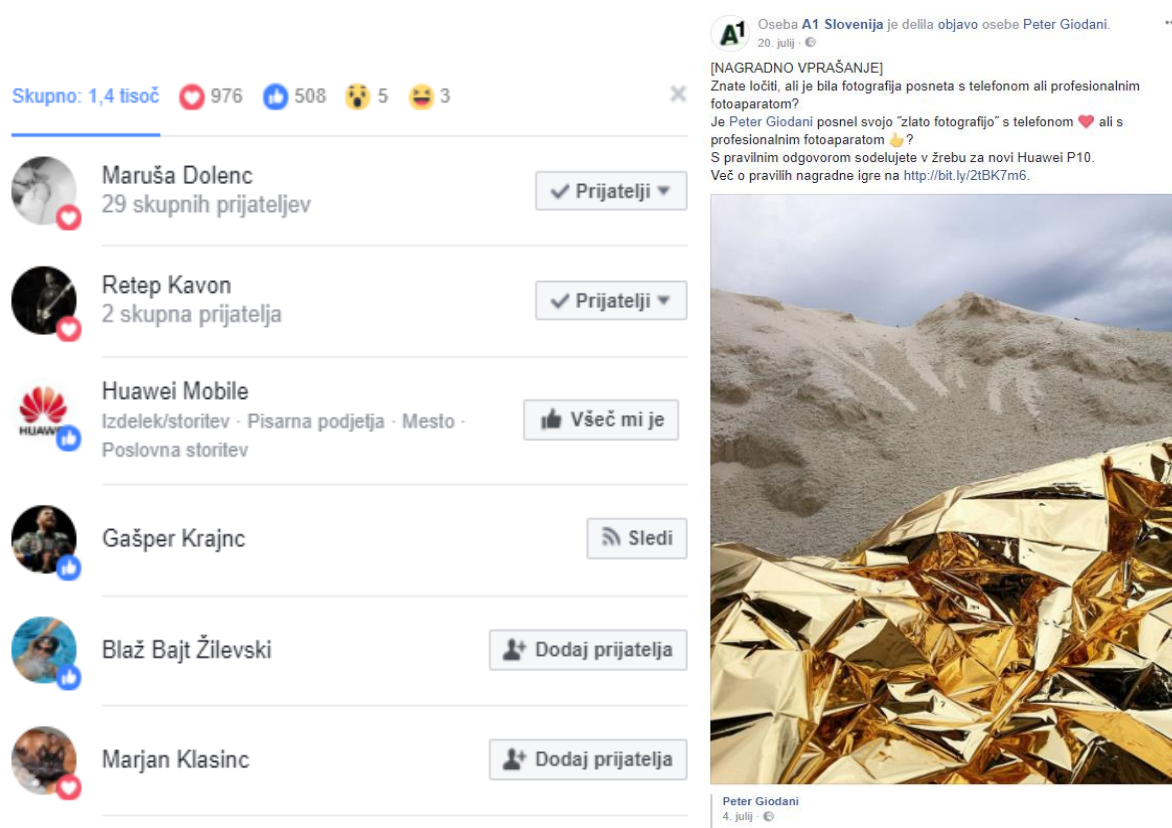 Skupno: 1,4 tisoč 976 508 5 3
Maruša Dolenc
29 skupnih prijateljev
Prijatelji
Retep Kavon
2 skupna prijatelja
Prijatelji
HUAWEI
Huawei Mobile
Izdelek/storitev · Pisarna podjetja · Mesto ·
Poslovna storitev
Všeč mi je
Gašper Krajnc
Sledi
Blaž Bajt Žilevski
Dodaj prijatelja
Marjan Klasinc
Dodaj prijatelja
A1
Oseba A1 Slovenija je delila objavo osebe Peter Giodani.
20. julij ·
[NAGRADNO VPRAŠANJE]
Znate ločiti, ali je bila fotografija posneta s telefonom ali profesionalnim
fotoaparatom?
Je Peter Giodani posnel svojo "zlato fotografijo" s telefonom ❤ ali s
profesionalnim fotoaparatom 👍?
S pravilnim odgovorom sodelujete v žrebu za novi Huawei P10.
Več o pravilih nagradne igre na http://bit.ly/2tBK7m6.
Peter Giodani
4. julij ·